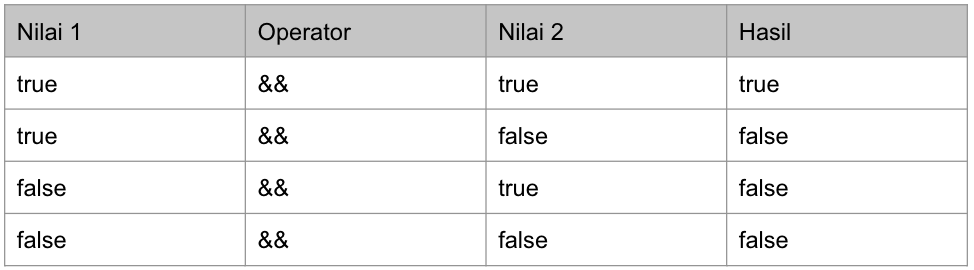 Nilai 1 Operator Nilai 2 Hasil
true && true true
true && false false
false && true false
false && false false